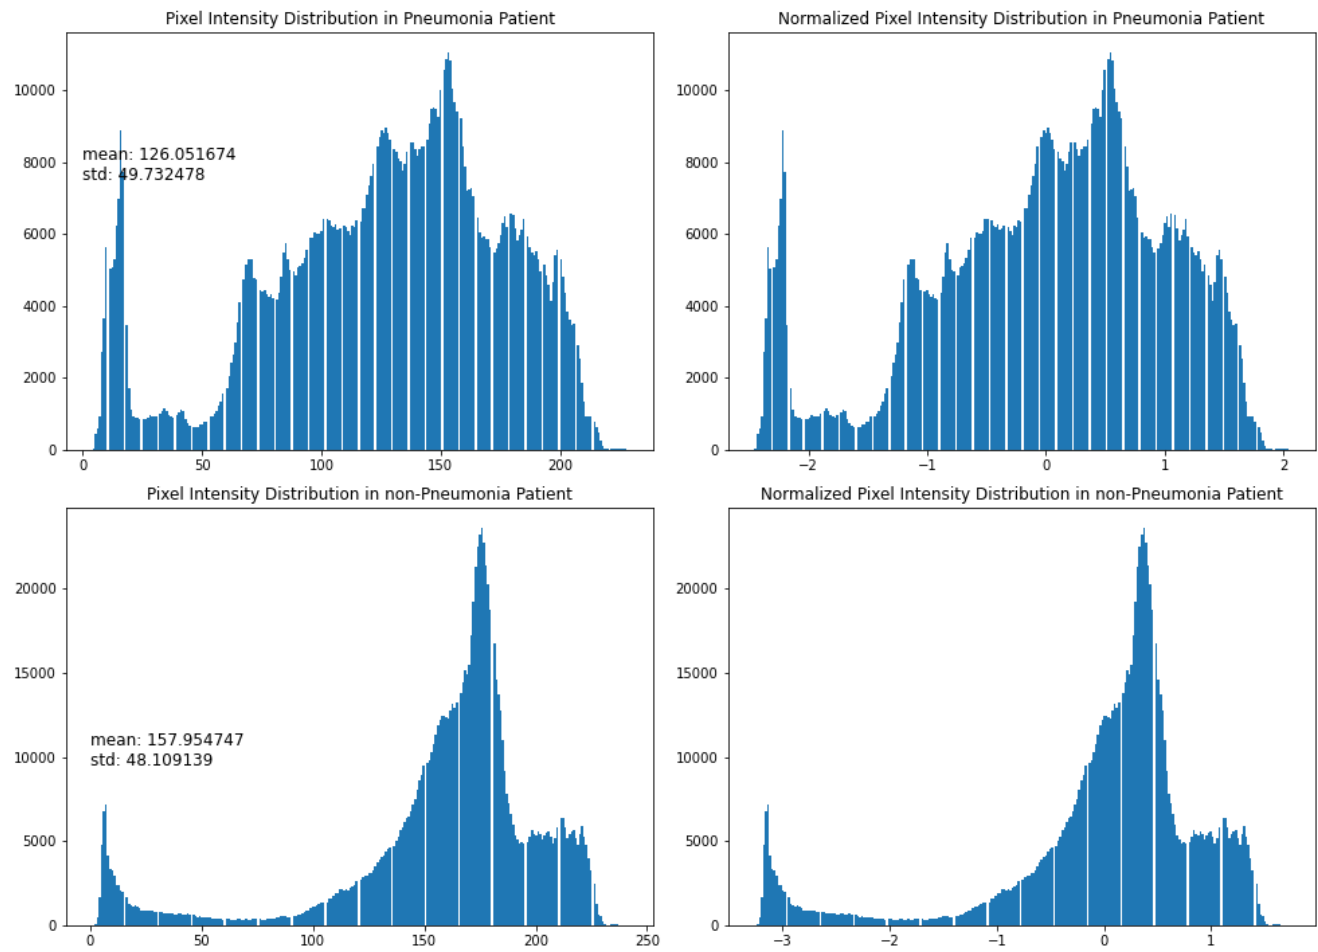 Pixel Intensity Distribution in Pneumonia Patient
10000
8000
6000
4000
2000
0
mean: 126.051674
std: 49.732478
0 50 100 150 200
Normalized Pixel Intensity Distribution in Pneumonia Patient
10000
8000
6000
4000
2000
0
−2 −1 0 1 2
Pixel Intensity Distribution in non-Pneumonia Patient
20000
15000
10000
5000
0
mean: 157.954747
std: 48.109139
0 50 100 150 200 250
Normalized Pixel Intensity Distribution in non-Pneumonia Patient
20000
15000
10000
5000
0
−3 −2 −1 0 1